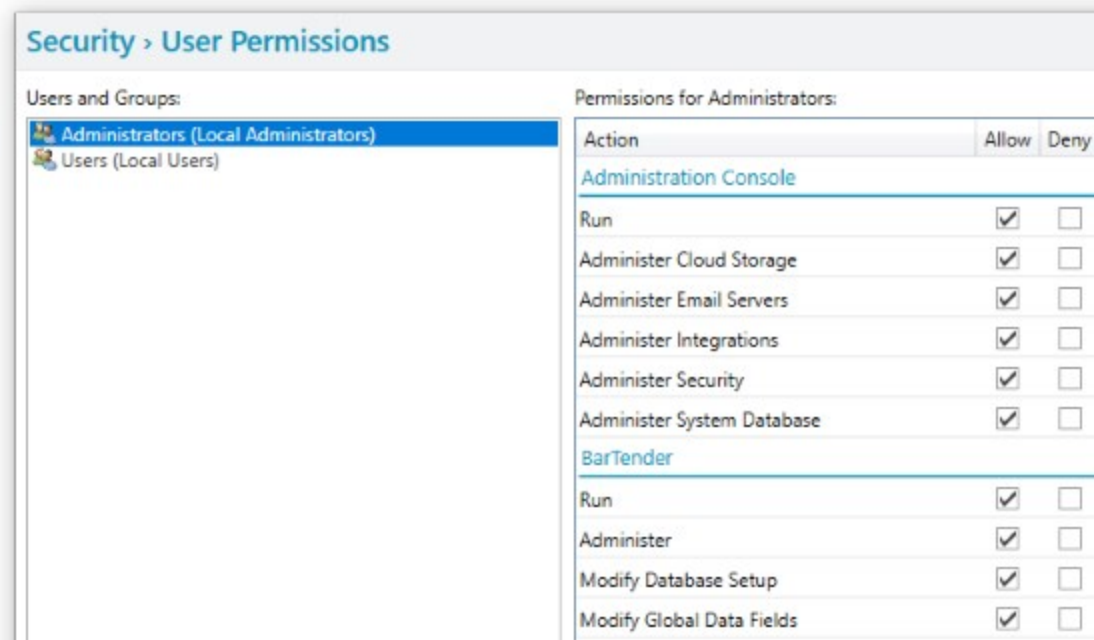 Security › User Permissions
Users and Groups:
Administrators (Local Administrators)
Users (Local Users)
Permissions for Administrators:
Action Allow Deny
Administration Console
Run
Administer Cloud Storage
Administer Email Servers
Administer Integrations
Administer Security
Administer System Database
BarTender
Run
Administer
Modify Database Setup
Modify Global Data Fields